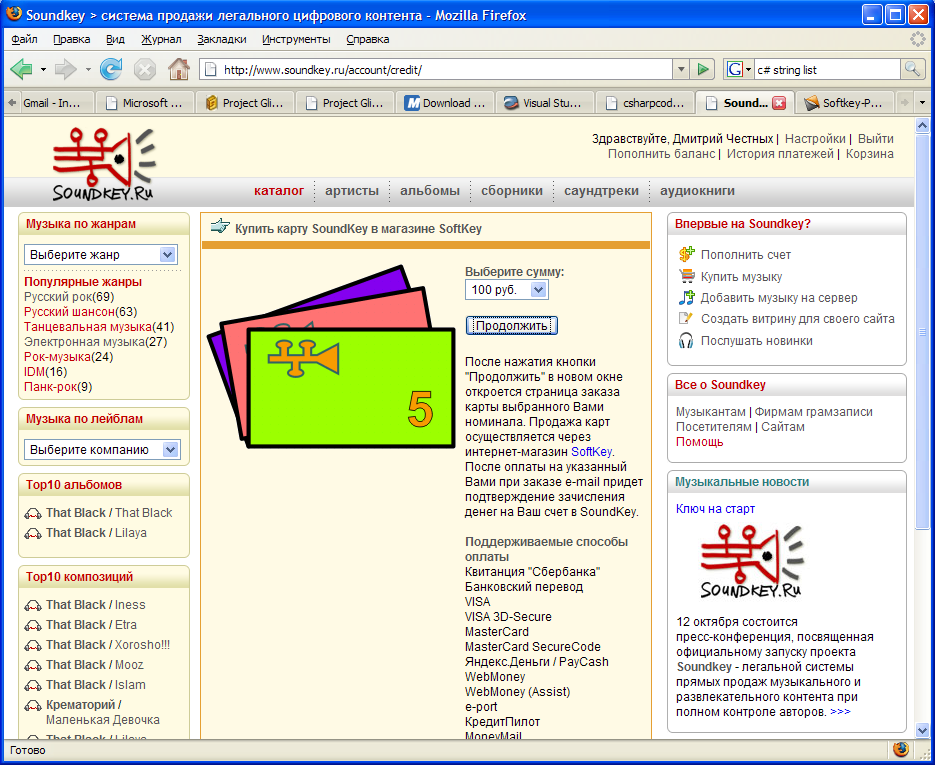 Soundkey > система продажи легального цифрового контента - Mozilla Firefox
Файл Правка Вид Журнал Закладки Инструменты Справка
http://www.soundkey.ru/account/credit/
G c# string list
Gmail - In... Microsoft ... Project Gli... Project Gli... Download ... Visual Stu... csharpcod... Sound... Softkey-P...
SOUNDKEY.RU
Здравствуйте, Дмитрий Честных | Настройки | Выйти
Пополнить баланс | История платежей | Корзина
каталог артисты альбомы сборники саундтреки аудиокниги
Музыка по жанрам
Выберите жанр
Популярные жанры
Русский рок(69)
Русский шансон(63)
Танцевальная музыка(41)
Электронная музыка(27)
Рок-музыка(24)
IDM(16)
Панк-рок(9)
Музыка по лейблам
Выберите компанию
Top10 альбомов
That Black / That Black
That Black / Lilaya
Top10 композиций
That Black / Iness
That Black / Etra
That Black / Xorosho!!!
That Black / Mooz
That Black / Islam
Крематорий /
Маленькая Девочка
That Black / Lilaya
Купить карту SoundKey в магазине SoftKey
5
Выберите сумму:
100 руб.
Продолжить
После нажатия кнопки
"Продолжить" в новом окне
откроется страница заказа
карты выбранного Вами
номинала. Продажа карт
осуществляется через
интернет-магазин SoftKey.
После оплаты на указанный
Вами при заказе e-mail придет
подтверждение зачисления
денег на Ваш счет в SoundKey.
Поддерживаемые способы
оплаты
Квитанция "Сбербанка"
Банковский перевод
VISA
VISA 3D-Secure
MasterCard
MasterCard SecureCode
Яндекс.Деньги / PayCash
WebMoney
WebMoney (Assist)
e-port
КредитПилот
MoneyMail
Впервые на Soundkey?
Пополнить счет
Купить музыку
Добавить музыку на сервер
Создать витрину для своего сайта
Послушать новинки
Все о Soundkey
Музыкантам | Фирмам грамзаписи
Посетителям | Сайтам
Помощь
Музыкальные новости
Ключ на старт
SOUNDKEY.RU
12 октября состоится
пресс-конференция, посвященная
официальному запуску проекта
Soundkey - легальной системы
прямых продаж музыкального и
развлекательного контента при
полном контроле авторов. >>>
Готово